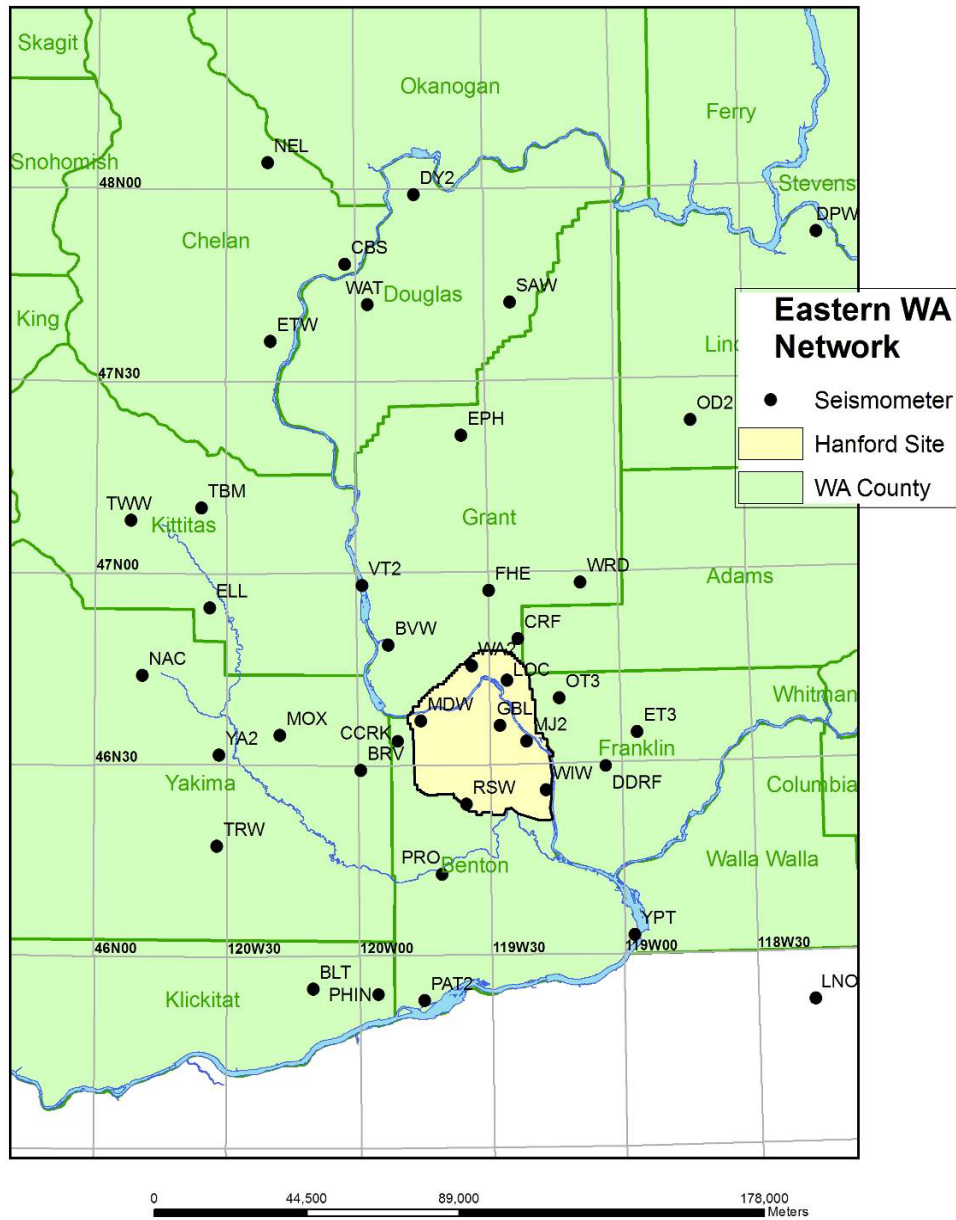 Skagit
Okanogan
Ferry
Snohomish
NEL
48N00
DY2
Stevens
DPW
Chelan
CBS
WAT
Douglas
SAW
King
ETW
Eastern WA
Network
Seismometer
Hanford Site
WA County
Linc
47N30
OD2
EPH
TBM
TWW
Kittitas
Grant
47N00
VT2
FHE
WRD
Adams
ELL
BVW
CRF
WA2
NAC
LOC
OT3
Whitman
MDW
GBL
MOX
CCRK
MJ2
ET3
YA2
BRV
Franklin
46N30
Yakima
RSW
WIW
DDRF
Columbia
TRW
PRO
Benton
Walla Walla
YPT
46N00
120W30
120W00
119W30
119W00
118W30
BLT
PHIN
PAT2
LNO
Klickitat
0
44,500
89,000
178,000
Meters